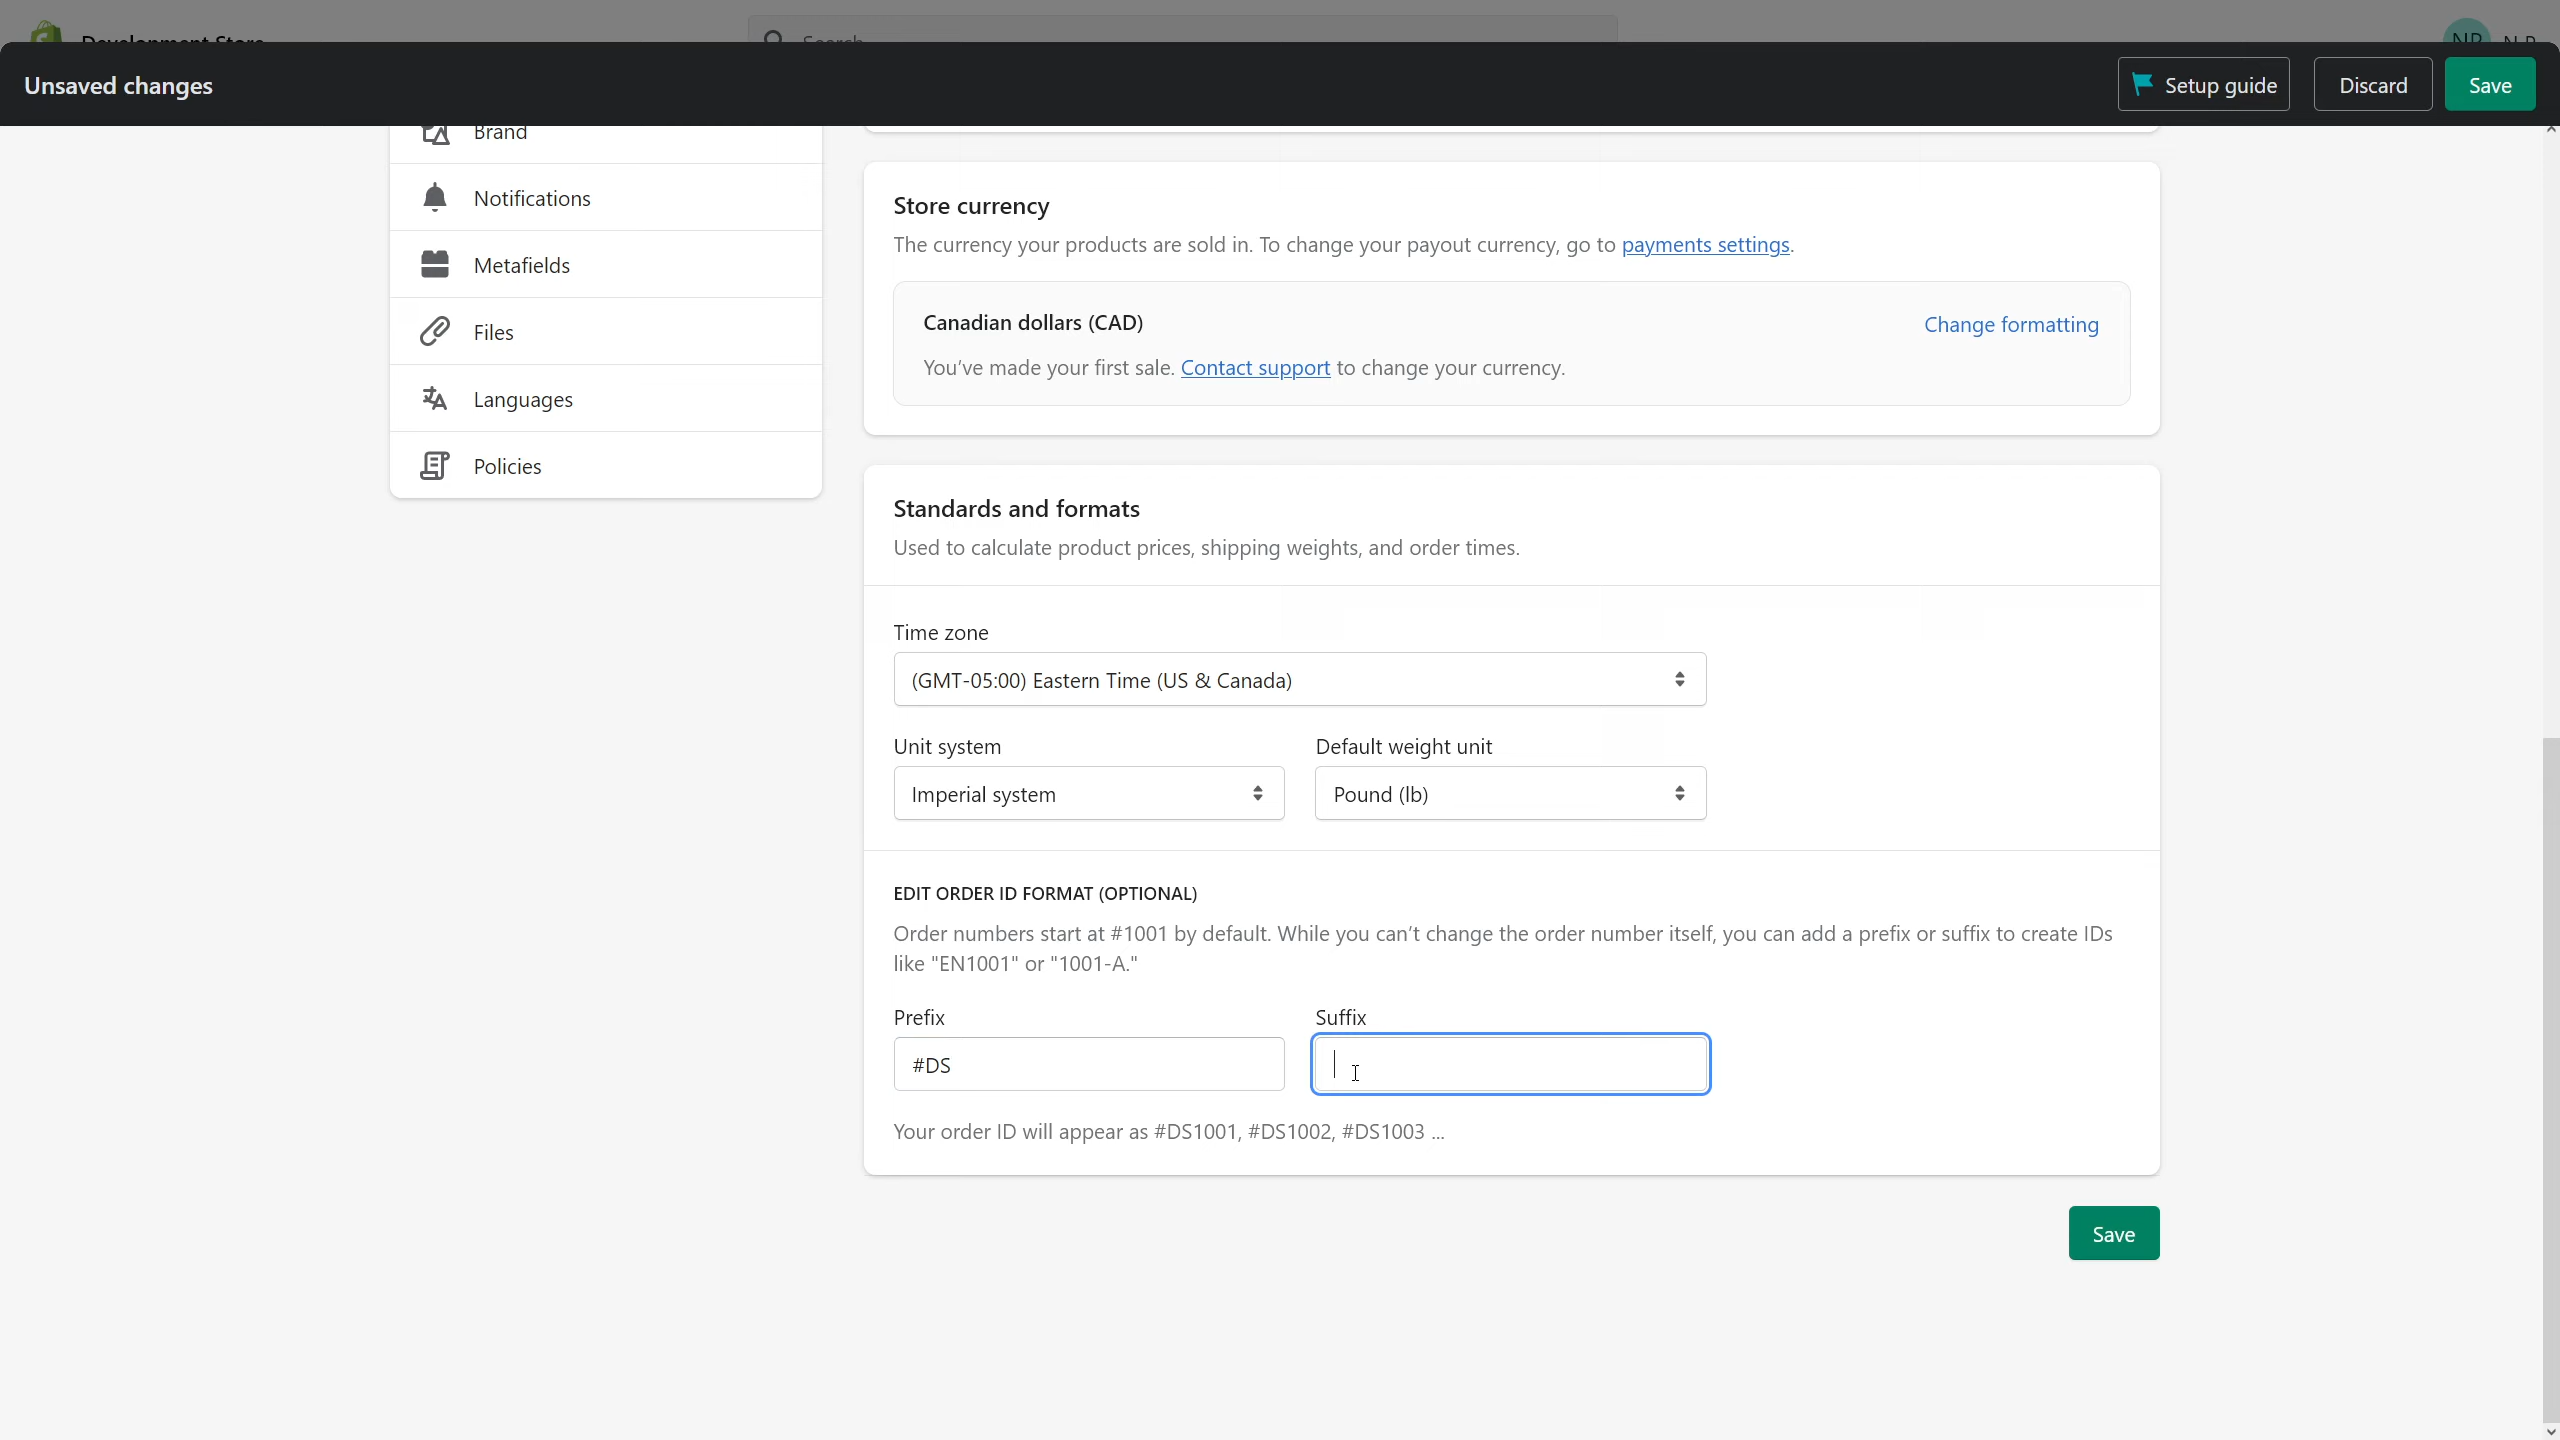 Unsaved changes
Setup guide
Discard
Save
Brand
Notifications
Metafields
Files
Languages
Policies
Store currency
The currency your products are sold in. To change your payout currency, go to payments settings.
Canadian dollars (CAD)
Change formatting
You've made your first sale. Contact support to change your currency.
Standards and formats
Used to calculate product prices, shipping weights, and order times.
Time zone
(GMT-05:00) Eastern Time (US & Canada)
Unit system
Default weight unit
Imperial system
Pound (lb)
EDIT ORDER ID FORMAT (OPTIONAL)
Order numbers start at #1001 by default. While you can't change the order number itself, you can add a prefix or suffix to create IDs
like "EN1001" or "1001-A."
Prefix
Suffix
#DS
Your order ID will appear as #DS1001, #DS1002, #DS1003 ...
Save